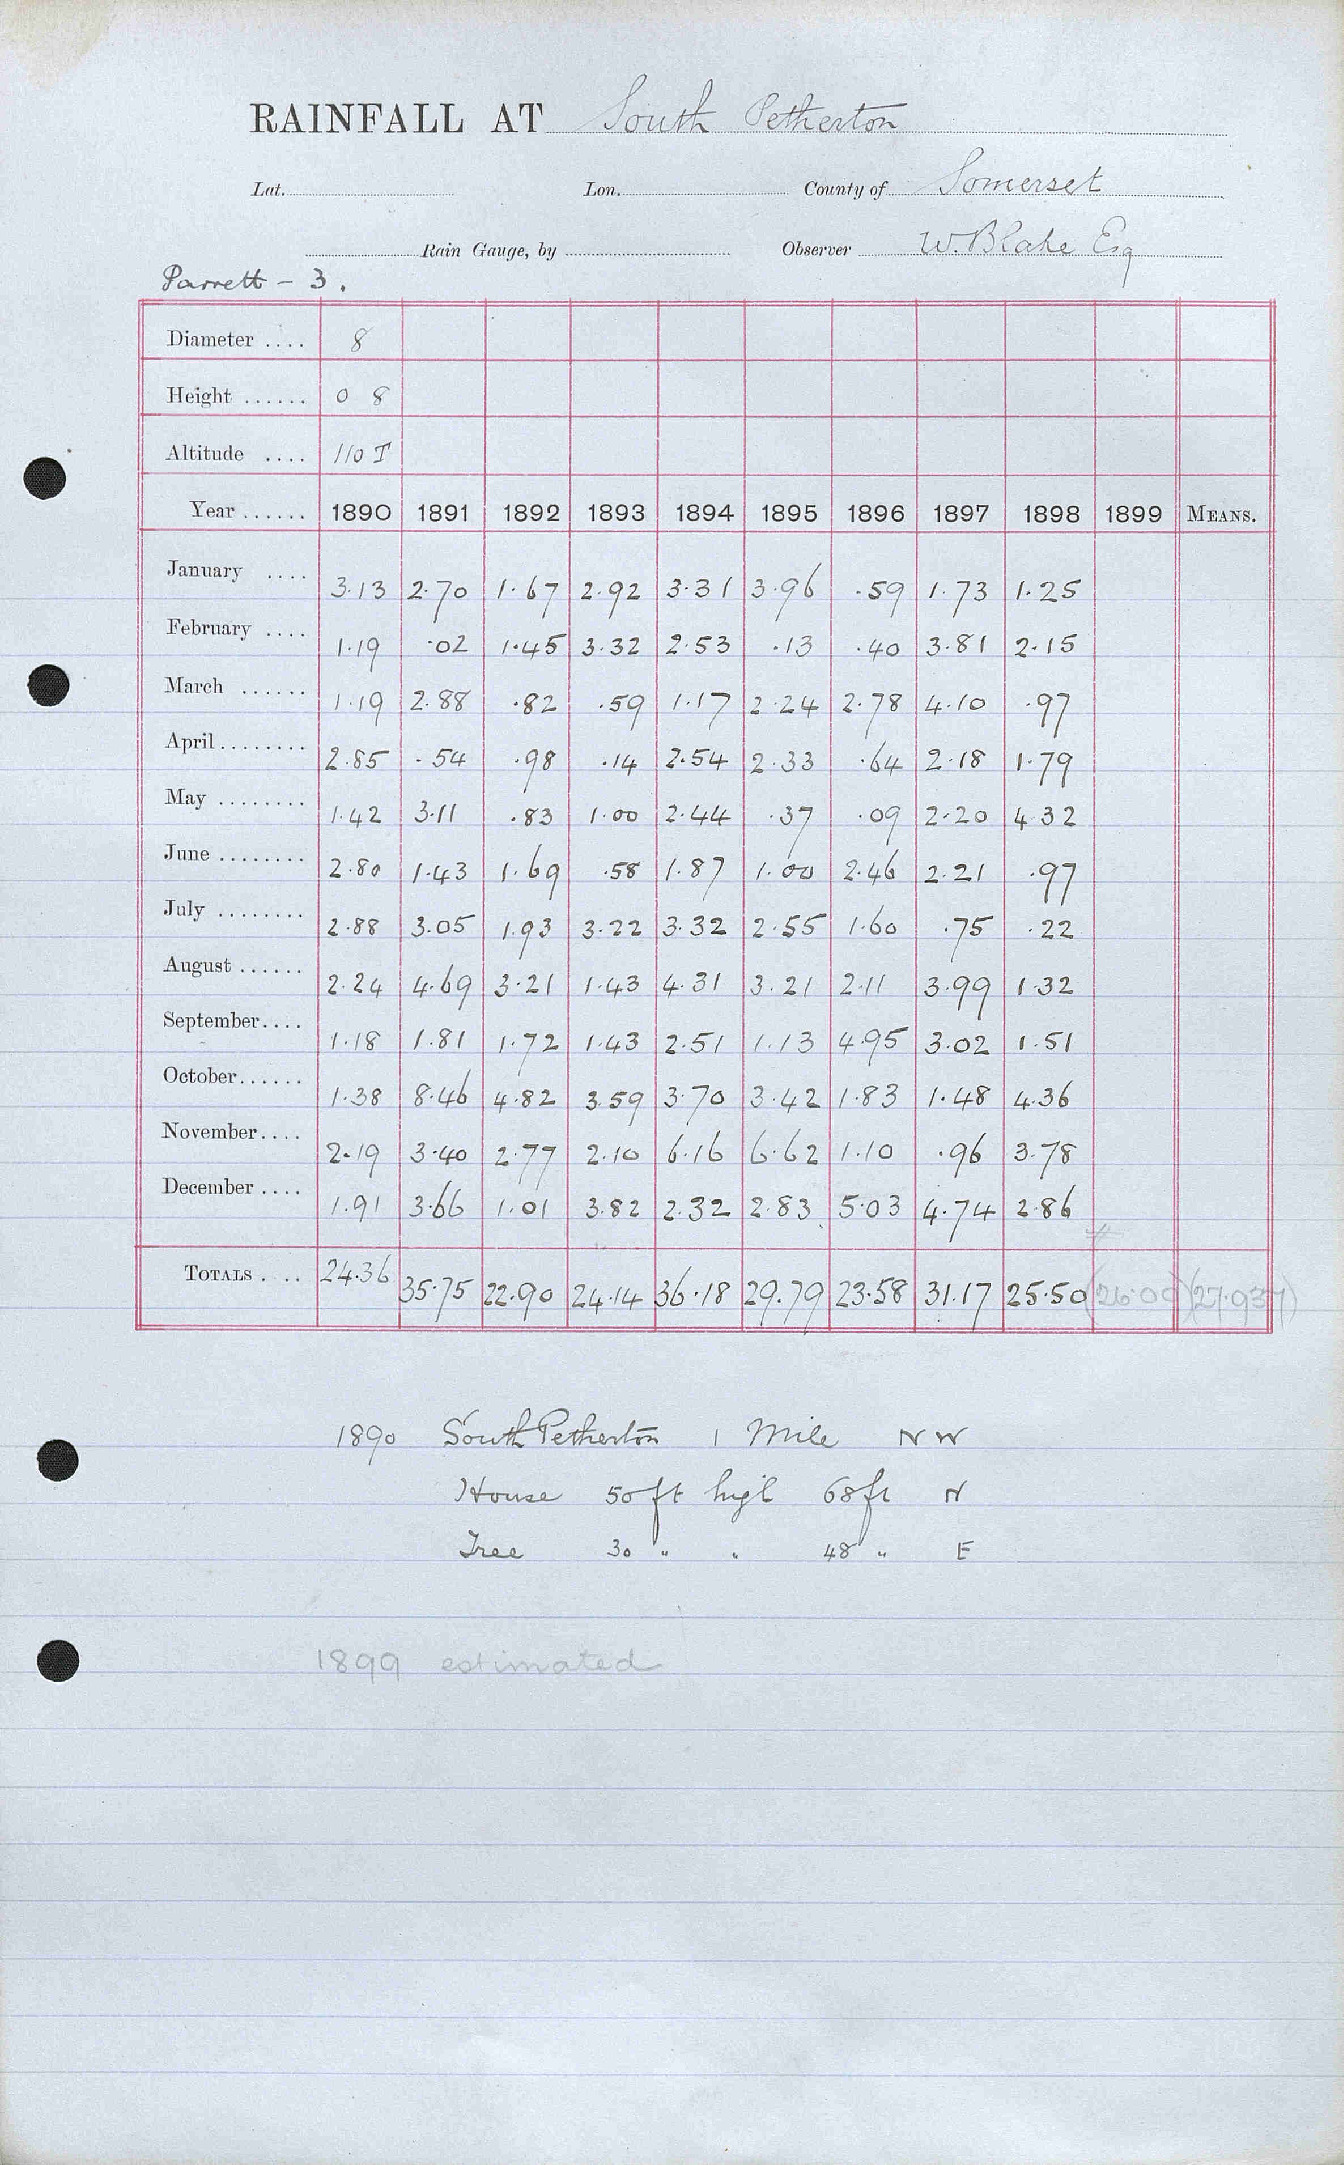 RAINFALL AT South Petherton
Lat. Lon. County of Somerset
Rain Gauge, by Observer W. Blake Esq
Parrett - 3.
Diameter .... 8
Height ...... 0 8
Altitude .... 110 T
Year ...... 1890 1891 1892 1893 1894 1895 1896 1897 1898 1899 MEANS.
January .... 3.13 2.70 1.67 2.92 3.31 3.96 .59 1.73 1.25
February .... 1.19 .02 1.45 3.32 2.53 .13 .40 3.81 2.15
March ...... 1.19 2.88 .82 .59 1.17 2.24 2.78 4.10 .97
April ........ 2.85 .54 .98 .14 2.54 2.33 .64 2.18 1.79
May ........ 1.42 3.11 .83 1.00 2.44 .37 .09 2.20 4.32
June ........ 2.80 1.43 1.69 .58 1.87 1.00 2.46 2.21 .97
July ........ 2.88 3.05 1.93 3.22 3.32 2.55 1.60 .75 .22
August ...... 2.24 4.69 3.21 1.43 4.31 3.21 2.11 3.99 1.32
September.... 1.18 1.81 1.72 1.43 2.51 1.13 4.95 3.02 1.51
October...... 1.38 8.46 4.82 3.59 3.70 3.42 1.83 1.48 4.36
November.... 2.19 3.40 2.77 2.10 6.16 6.62 1.10 .96 3.78
December .... 1.91 3.66 1.01 3.82 2.32 2.83 5.03 4.74 2.86
TOTALS .... 24.36 35.75 22.90 24.14 36.18 29.79 23.58 31.17 25.50 (26.00) (27.937)
1890 South Petherton 1 Mile NW
House 50 ft high 68 ft N
Tree 30 " " 48 " E
1899 estimated